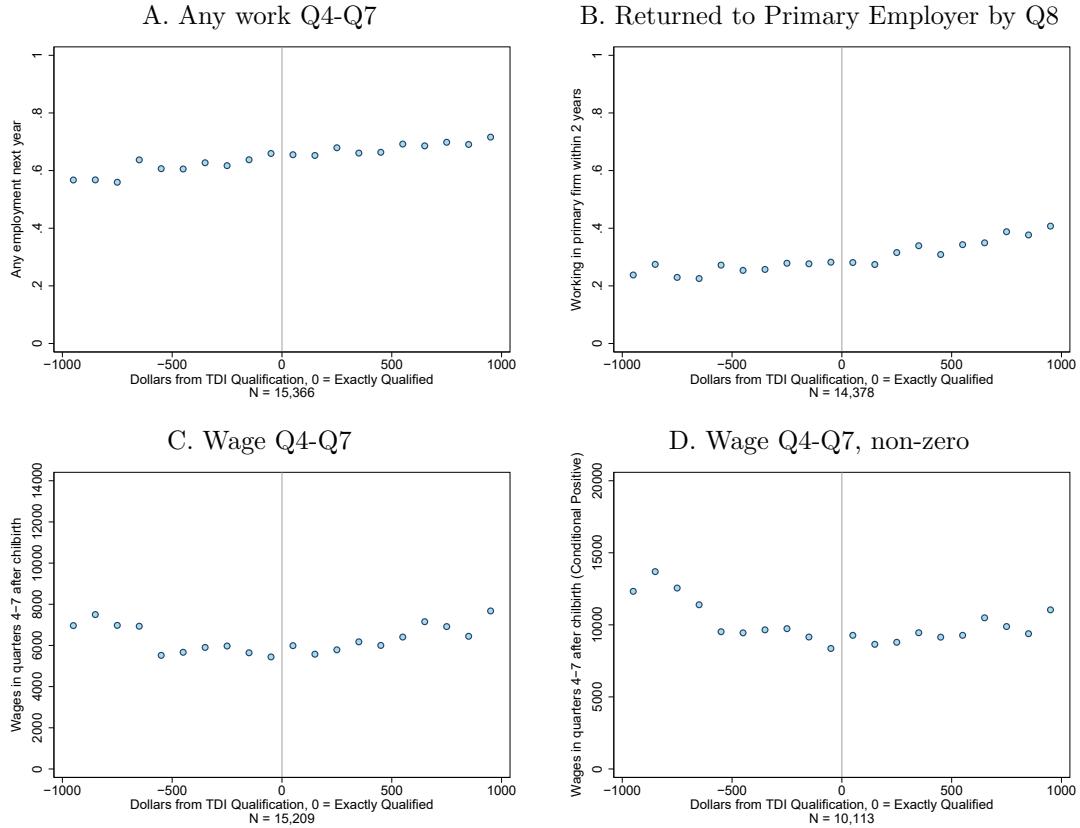 A. Any work Q4-Q7
Any employment next year
0 .2 .4 .6 .8 1
−1000 −500 0 500 1000
Dollars from TDI Qualification, 0 = Exactly Qualified
N = 15,366
B. Returned to Primary Employer by Q8
Working in primary firm within 2 years
0 .2 .4 .6 .8 1
−1000 −500 0 500 1000
Dollars from TDI Qualification, 0 = Exactly Qualified
N = 14,378
C. Wage Q4-Q7
Wages in quarters 4−7 after chilbirth
0 2000 4000 6000 8000 10000 12000 14000
−1000 −500 0 500 1000
Dollars from TDI Qualification, 0 = Exactly Qualified
N = 15,209
D. Wage Q4-Q7, non-zero
Wages in quarters 4−7 after chilbirth (Conditional Positive)
0 5000 10000 15000 20000
−1000 −500 0 500 1000
Dollars from TDI Qualification, 0 = Exactly Qualified
N = 10,113